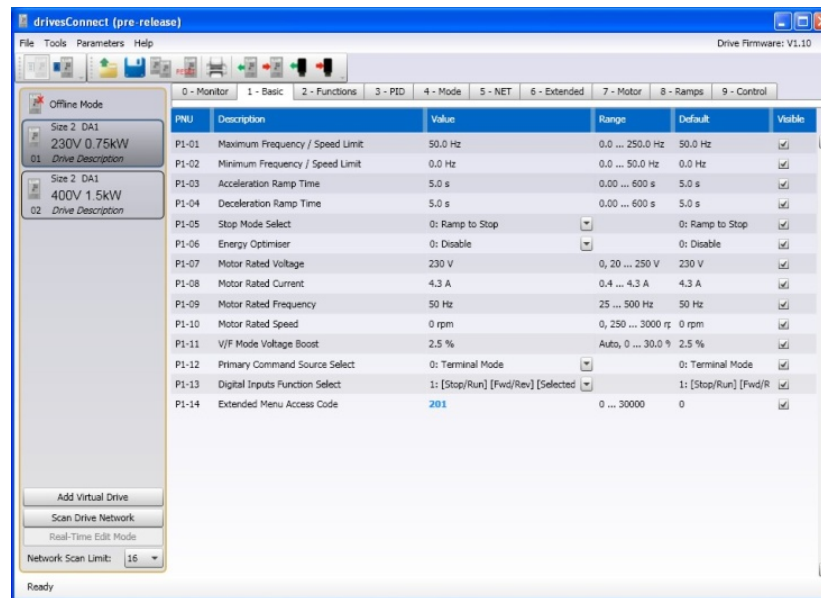 drivesConnect (pre-release)
File Tools Parameters Help Drive Firmware: V1.10
Offline Mode
Size 2 DA1
230V 0.75kW
01 Drive Description
Size 2 DA1
400V 1.5kW
02 Drive Description
Add Virtual Drive
Scan Drive Network
Real-Time Edit Mode
Network Scan Limit: 16
0 - Monitor 1 - Basic 2 - Functions 3 - PID 4 - Mode 5 - NET 6 - Extended 7 - Motor 8 - Ramps 9 - Control
PNU Description Value Range Default Visible
P1-01 Maximum Frequency / Speed Limit 50.0 Hz 0.0 ... 250.0 Hz 50.0 Hz
P1-02 Minimum Frequency / Speed Limit 0.0 Hz 0.0 ... 50.0 Hz 0.0 Hz
P1-03 Acceleration Ramp Time 5.0 s 0.00 ... 600 s 5.0 s
P1-04 Deceleration Ramp Time 5.0 s 0.00 ... 600 s 5.0 s
P1-05 Stop Mode Select 0: Ramp to Stop 0: Ramp to Stop
P1-06 Energy Optimiser 0: Disable 0: Disable
P1-07 Motor Rated Voltage 230 V 0, 20 ... 250 V 230 V
P1-08 Motor Rated Current 4.3 A 0.4 ... 4.3 A 4.3 A
P1-09 Motor Rated Frequency 50 Hz 25 ... 500 Hz 50 Hz
P1-10 Motor Rated Speed 0 rpm 0, 250 ... 3000 0 rpm
P1-11 V/F Mode Voltage Boost 2.5 % Auto, 0 ... 30.0 2.5 %
P1-12 Primary Command Source Select 0: Terminal Mode 0: Terminal Mode
P1-13 Digital Inputs Function Select 1: [Stop/Run] [Fwd/Rev] [Selected 1: [Stop/Run] [Fwd/R
P1-14 Extended Menu Access Code 201 0 ... 30000 0
Ready